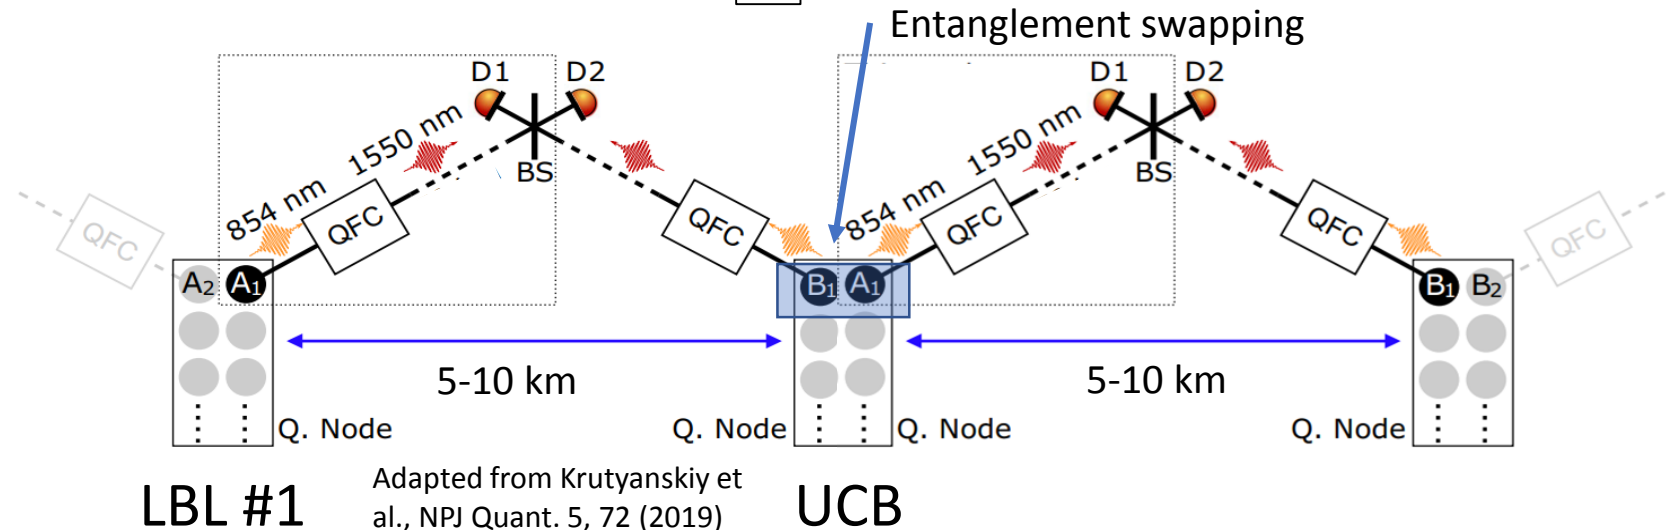 Entanglement swapping
D1 D2 D1 D2
1550 nm 1550 nm
BS BS
854 nm 854 nm
QFC QFC QFC QFC QFC QFC
A2 A1 B1 A1 B1 B2
5-10 km 5-10 km
Q. Node Q. Node Q. Node Q. Node
LBL #1 Adapted from Krutyanskiy et
al., NPJ Quant. 5, 72 (2019)
UCB